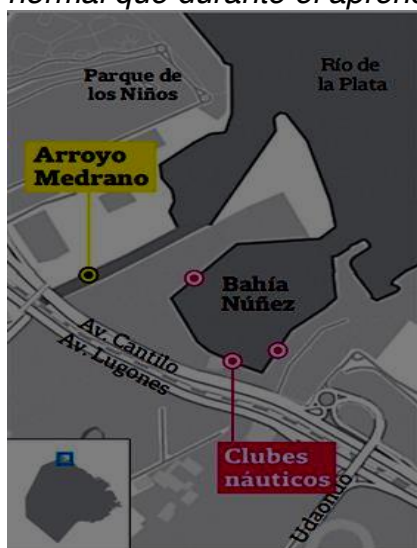 normal que durante el
Parque de
los Niños
Río de
la Plata
Arroyo
Medrano
Bahía
Núñez
Av. Cantilo
Av. Lugones
Clubes
náuticos
Udaondo